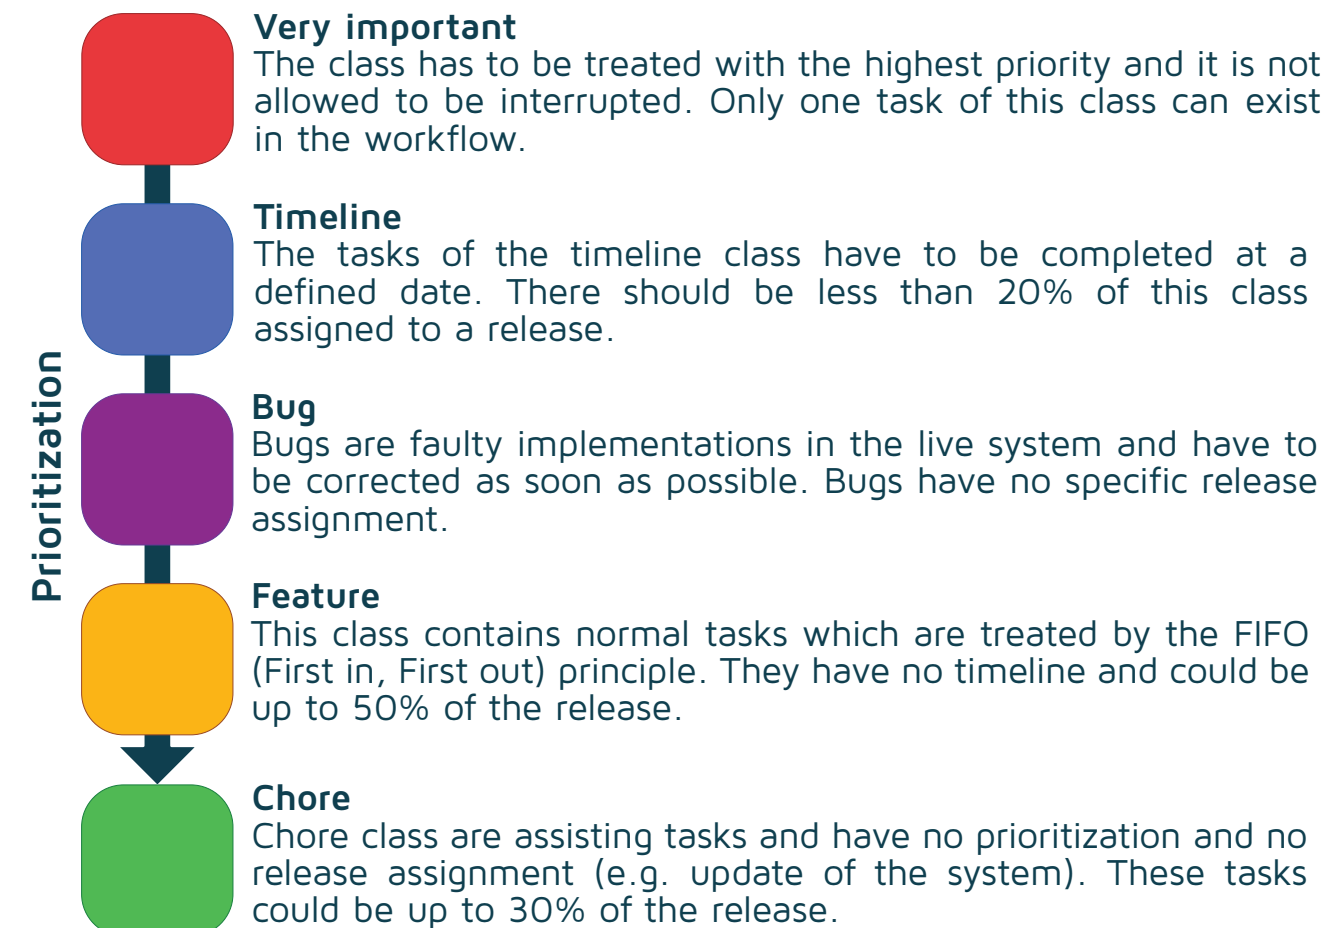 Prioritization
Very important
The class has to be treated with the highest priority and it is not
allowed to be interrupted. Only one task of this class can exist
in the workflow.
Timeline
The tasks of the timeline class have to be completed at a
defined date. There should be less than 20% of this class
assigned to a release.
Bug
Bugs are faulty implementations in the live system and have to
be corrected as soon as possible. Bugs have no specific release
assignment.
Feature
This class contains normal tasks which are treated by the FIFO
(First in, First out) principle. They have no timeline and could be
up to 50% of the release.
Chore
Chore class are assisting tasks and have no prioritization and no
release assignment (e.g. update of the system). These tasks
could be up to 30% of the release.